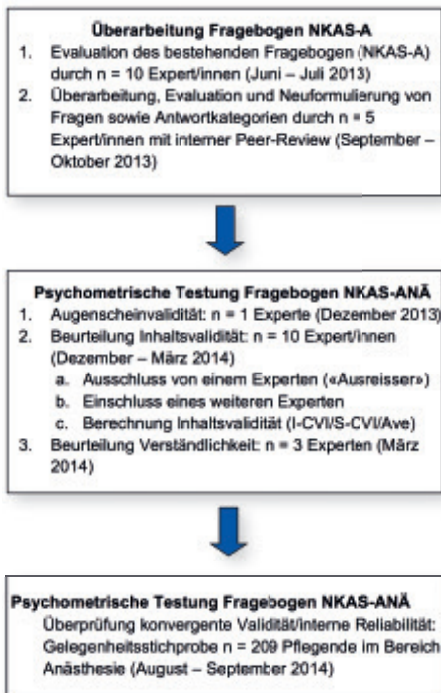 Überarbeitung Fragebogen NKAS-A
1. Evaluation des bestehenden Fragebogen (NKAS-A)
durch n = 10 Expert/innen (Juni – Juli 2013)
2. Überarbeitung, Evaluation und Neuformulierung von
Fragen sowie Antwortkategorien durch n = 5
Expert/innen mit interner Peer-Review (September –
Oktober 2013)
Psychometrische Testung Fragebogen NKAS-ANÄ
1. Augenscheinvalidität: n = 1 Experte (Dezember 2013)
2. Beurteilung Inhaltsvalidität: n = 10 Expert/innen
(Dezember – März 2014)
a. Ausschluss von einem Experten («Ausreisser»)
b. Einschluss eines weiteren Experten
c. Berechnung Inhaltsvalidität (I-CVI/S-CVI/Ave)
3. Beurteilung Verständlichkeit: n = 3 Experten (März
2014)
Psychometrische Testung Fragebogen NKAS-ANÄ
Überprüfung konvergente Validität/interne Reliabilität:
Gelegenheitsstichprobe n = 209 Pflegende im Bereich
Anästhesie (August – September 2014)